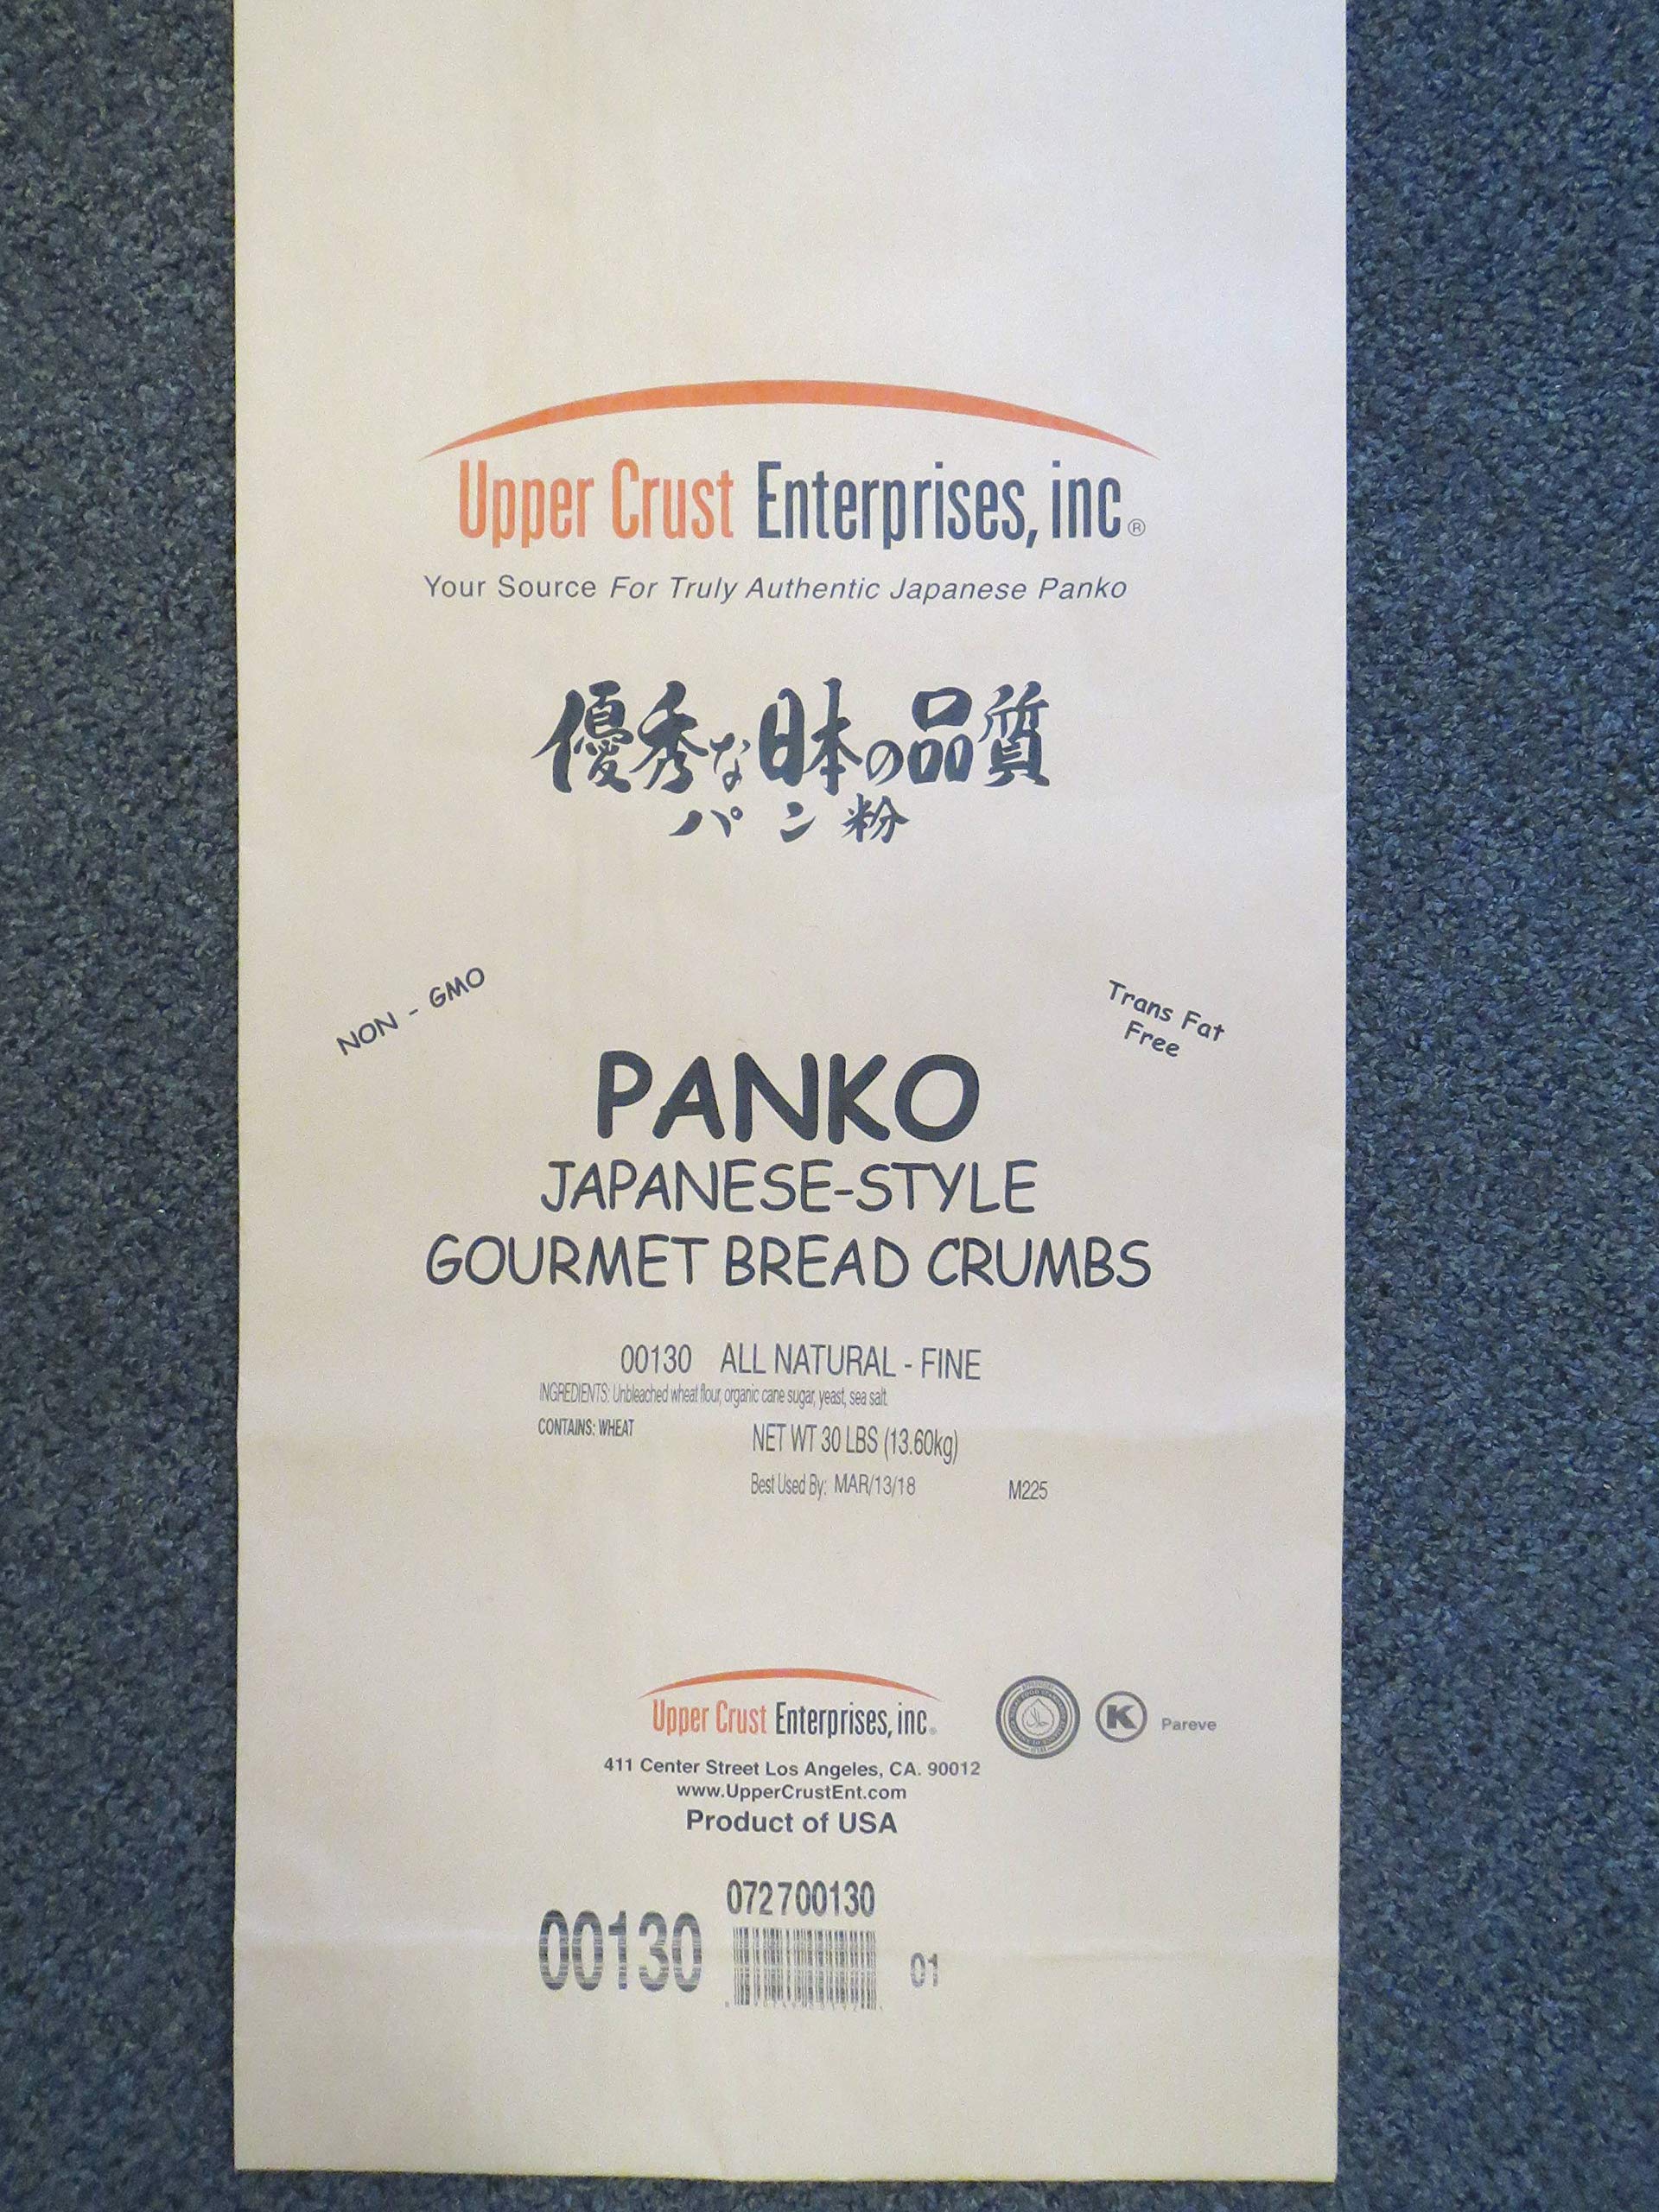 Upper Crust Enterprises, inc.®
Your Source For Truly Authentic Japanese Panko
優秀な日本の品質
パン粉
NON - GMO
Trans Fat
Free
PANKO
JAPANESE-STYLE
GOURMET BREAD CRUMBS
00130 ALL NATURAL - FINE
INGREDIENTS: Unbleached wheat flour, organic cane sugar, yeast, sea salt.
CONTAINS: WHEAT
NET WT 30 LBS (13.60kg)
Best Used By: MAR/13/18 M225
Upper Crust Enterprises, inc.®
حلال
K Pareve
411 Center Street Los Angeles, CA. 90012
www.UpperCrustEnt.com
Product of USA
072700130
00130
01